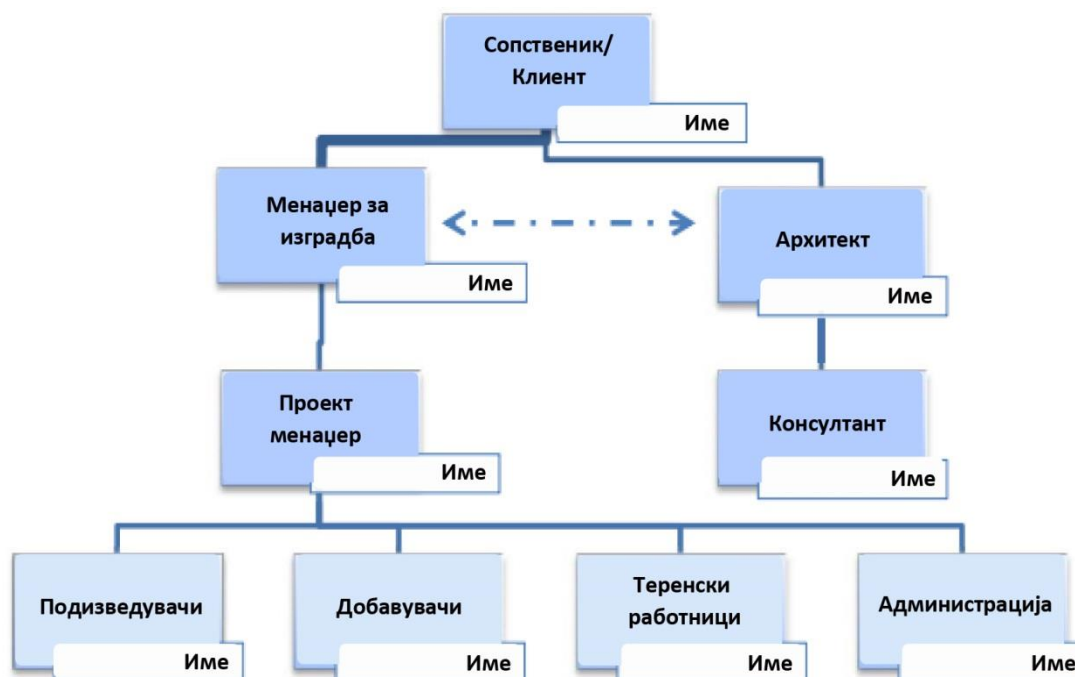 Сопственик/
Клиент
Име
Менаџер за
изградба
Име
Архитект
Име
Проект
менаџер
Име
Консултант
Име
Подизведувачи
Име
Добавувачи
Име
Теренски
работници
Име
Администрација
Име